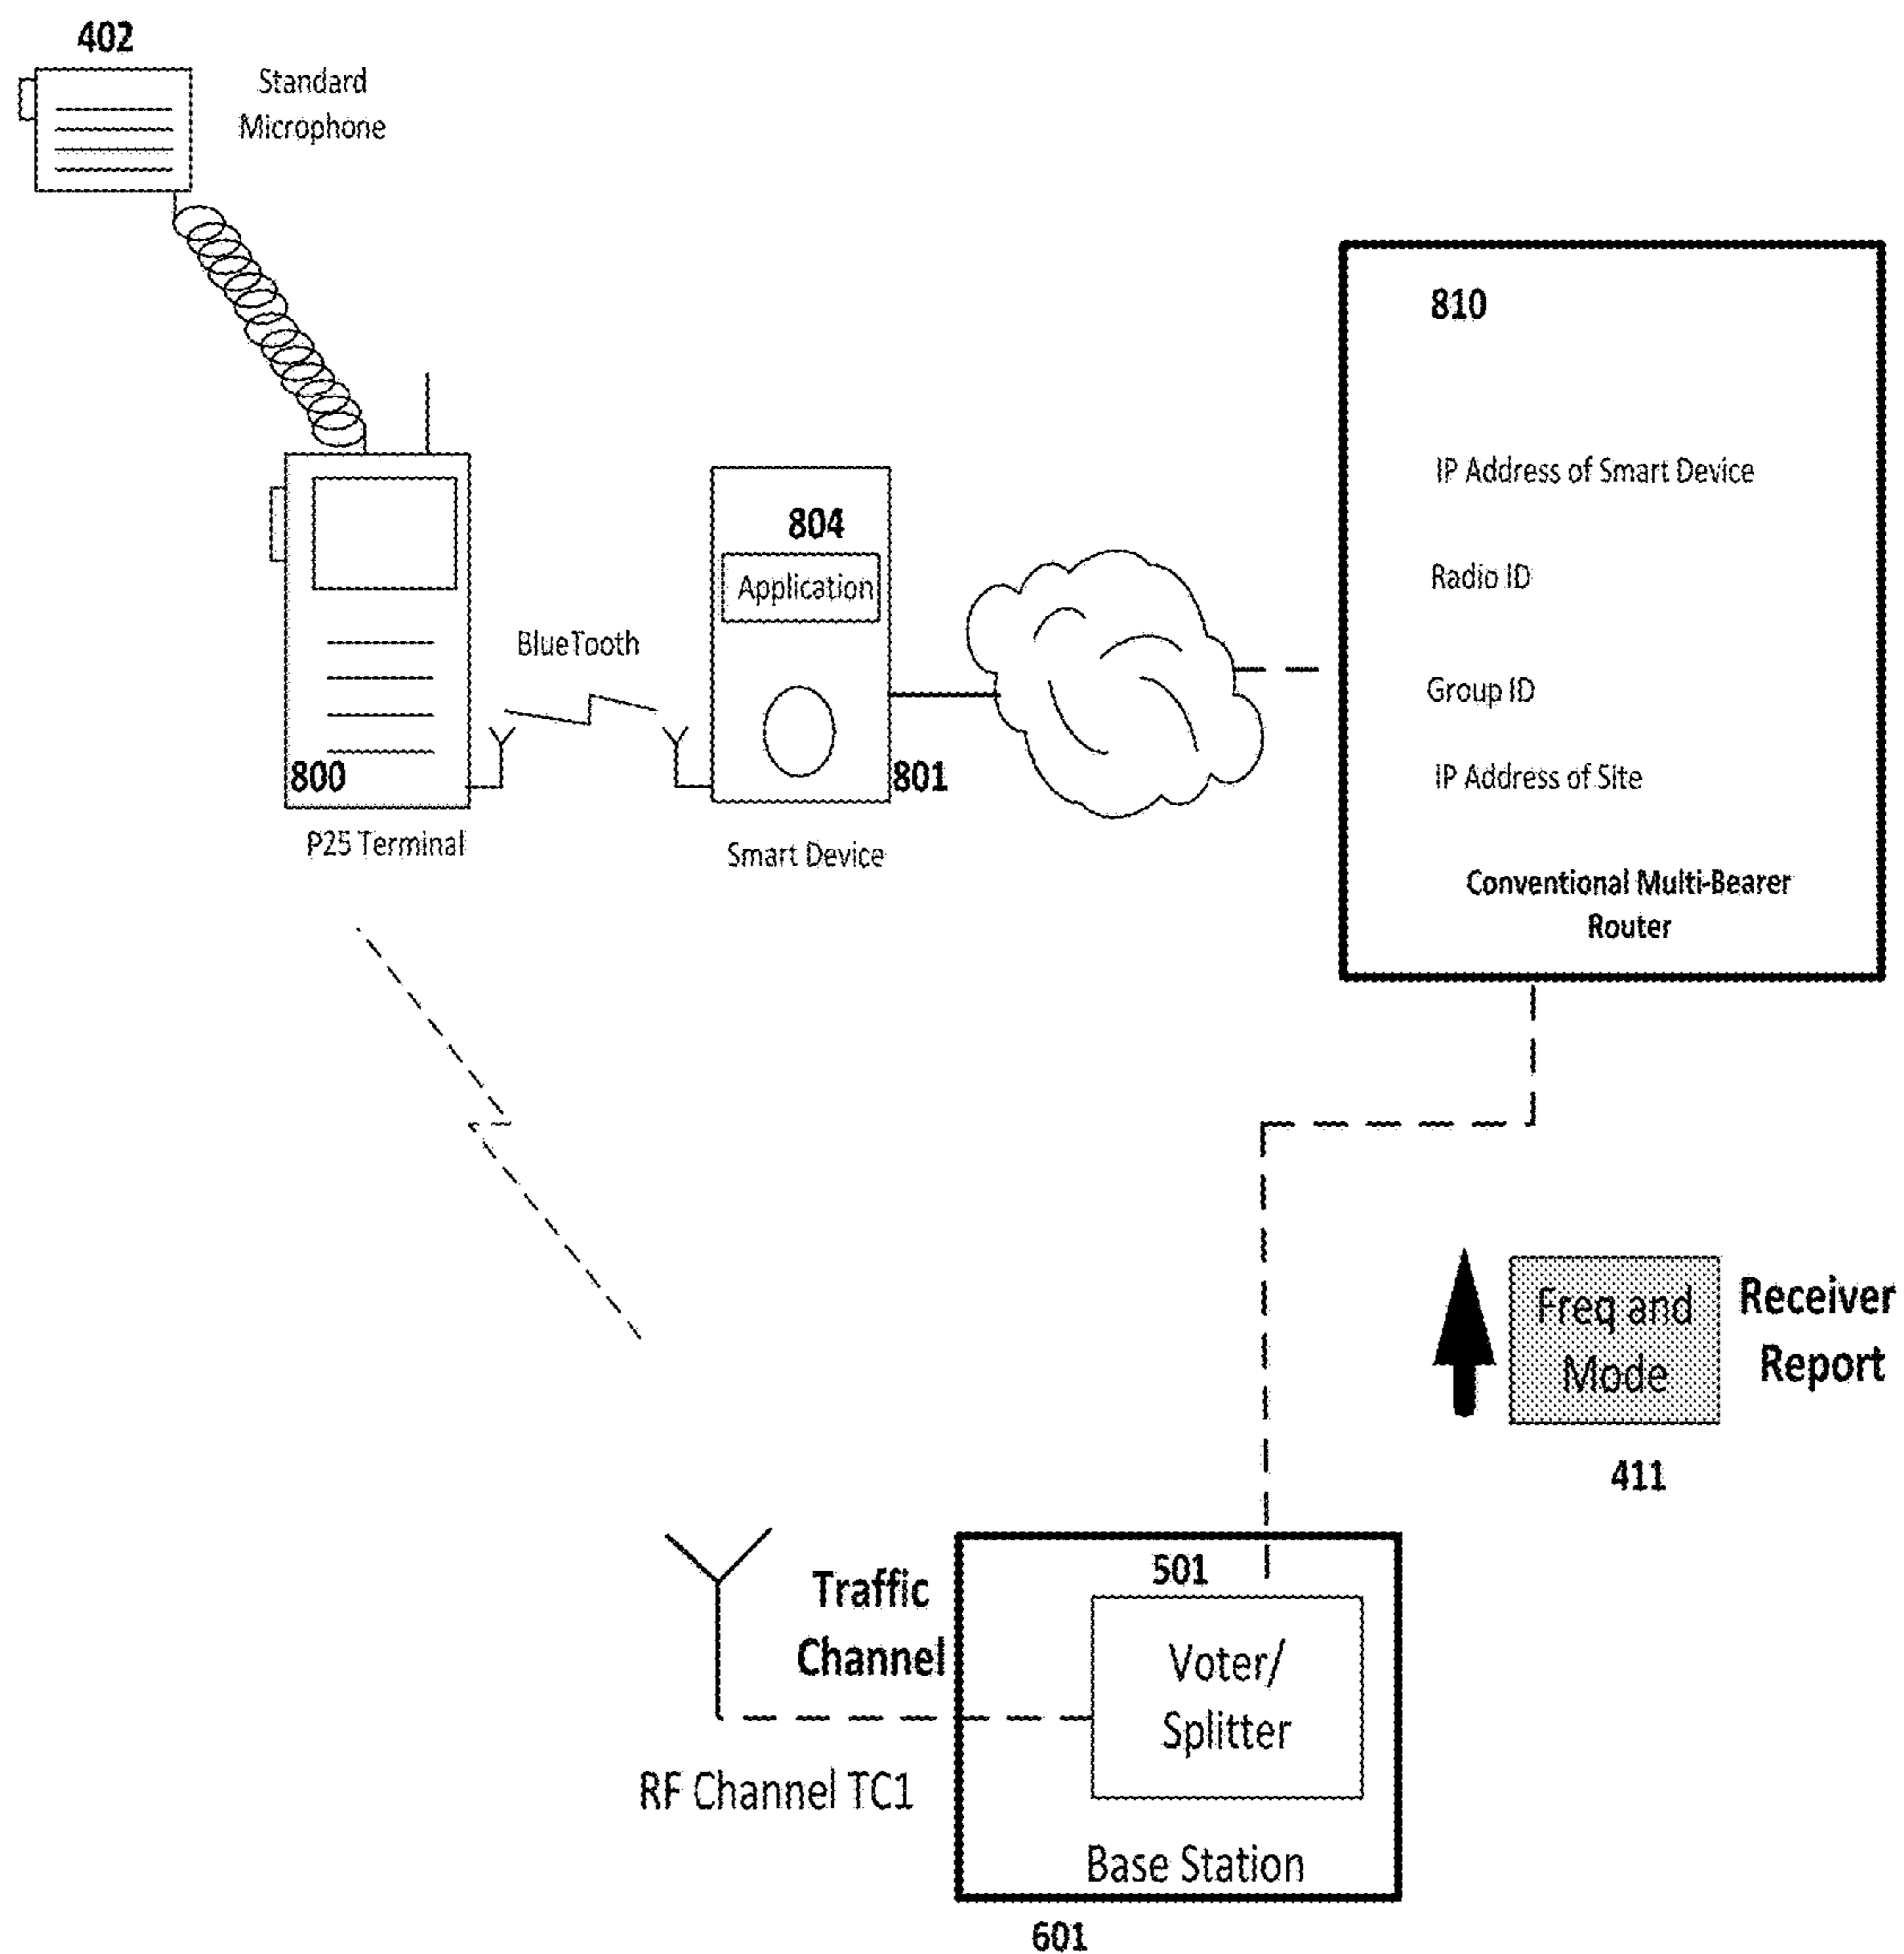 402
Standard
Microphone
810
IP Address of Smart Device
804
Application
Radio ID
BlueTooth
Group ID
800
801
IP Address of Site
P25 Terminal
Smart Device
Conventional Multi-Bearer
Router
Freq and
Mode
Receiver
Report
411
501
Traffic
Channel
Voter/
Splitter
RF Channel TC1
Base Station
601